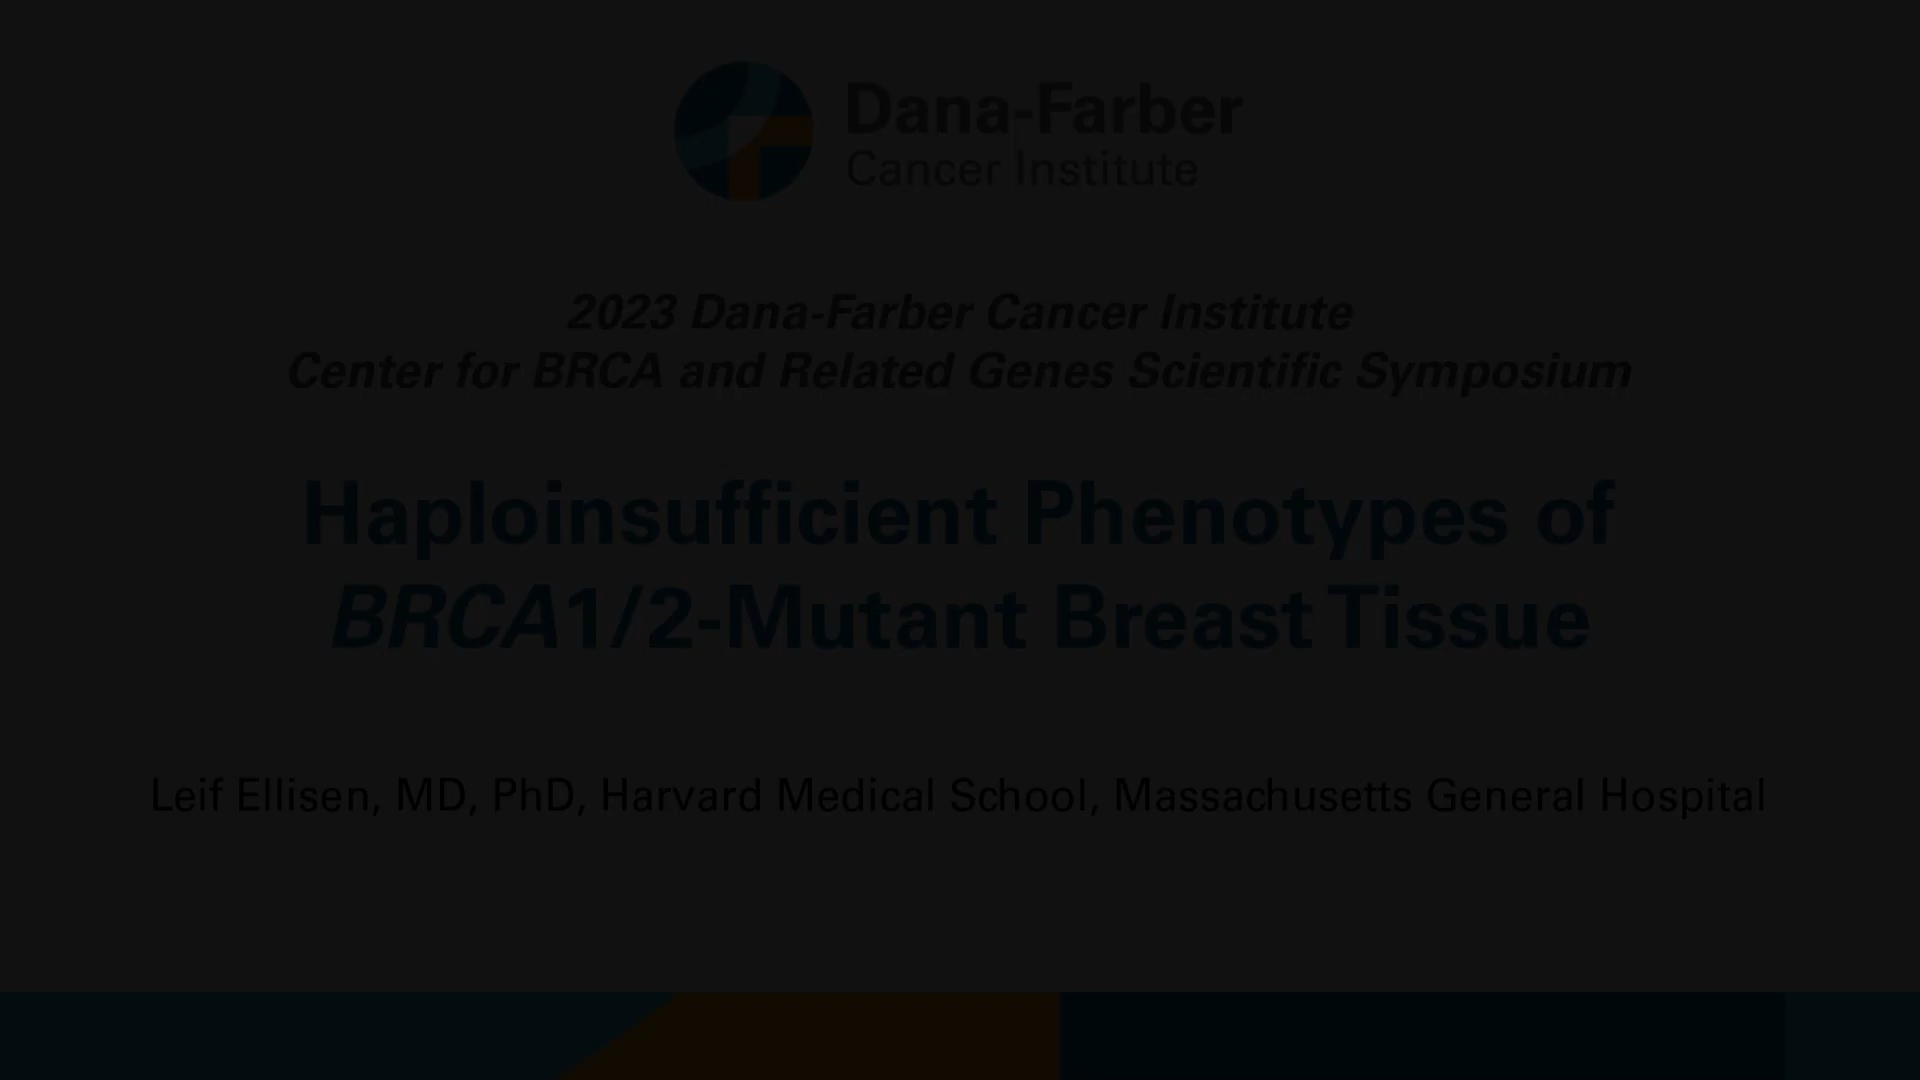 Dana-Farber
Cancer Institute
2023 Dana-Farber Cancer Institute
Center for BRCA and Related Genes Scientific Symposium
Haploinsufficient Phenotypes of
BRCA1/2-Mutant Breast Tissue
Leif Ellisen, MD, PhD, Harvard Medical School, Massachusetts General Hospital